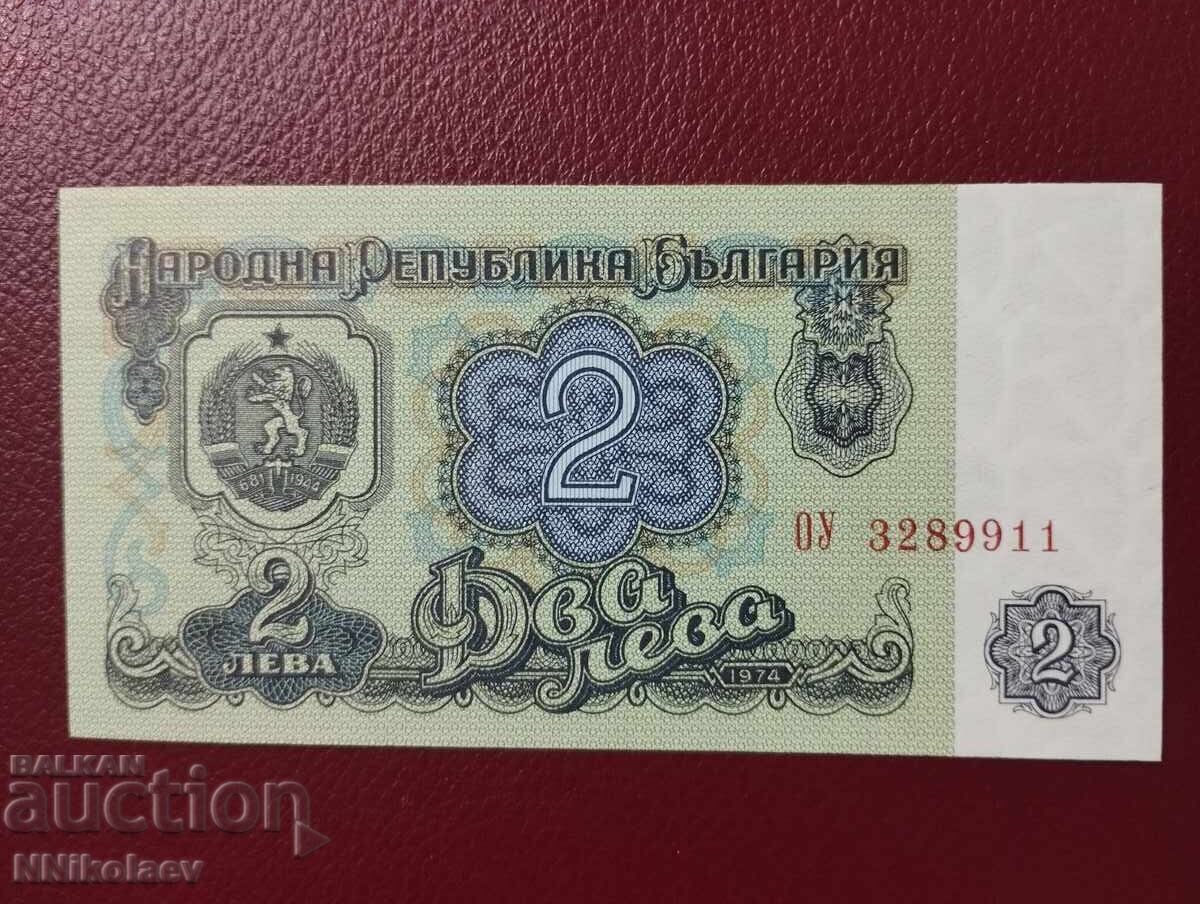 НАРОДНА РЕПУБЛИКА БЪЛГАРИЯ
2
681 1944
ОУ 3289911
2
ЛЕВА
Два лева
1974
2
BALKAN
auction
NNikolaev